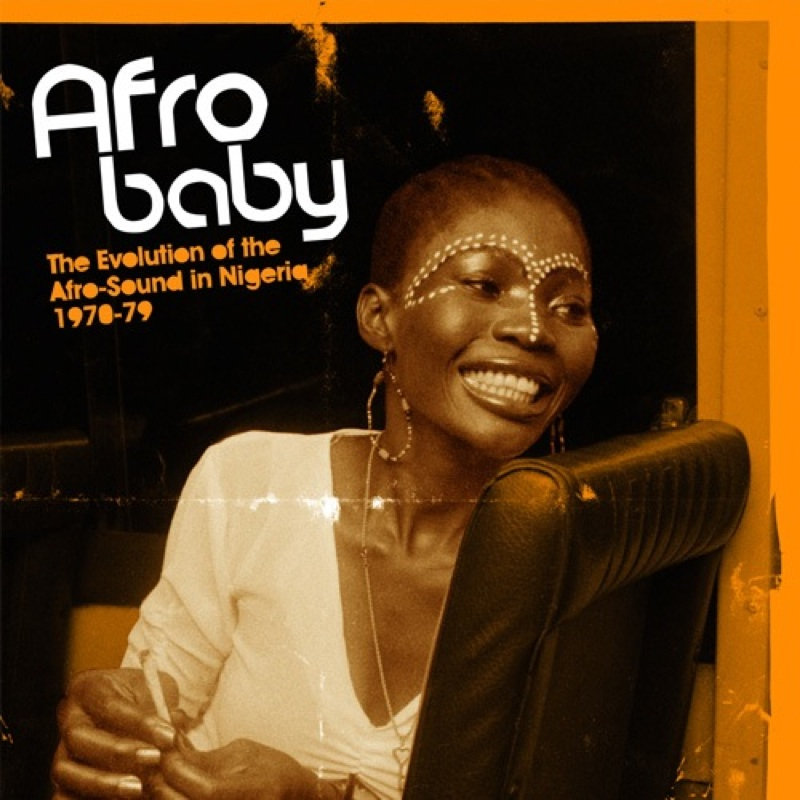 Afro
baby
The Evolution of the
Afro-Sound in Nigeria
1970-79